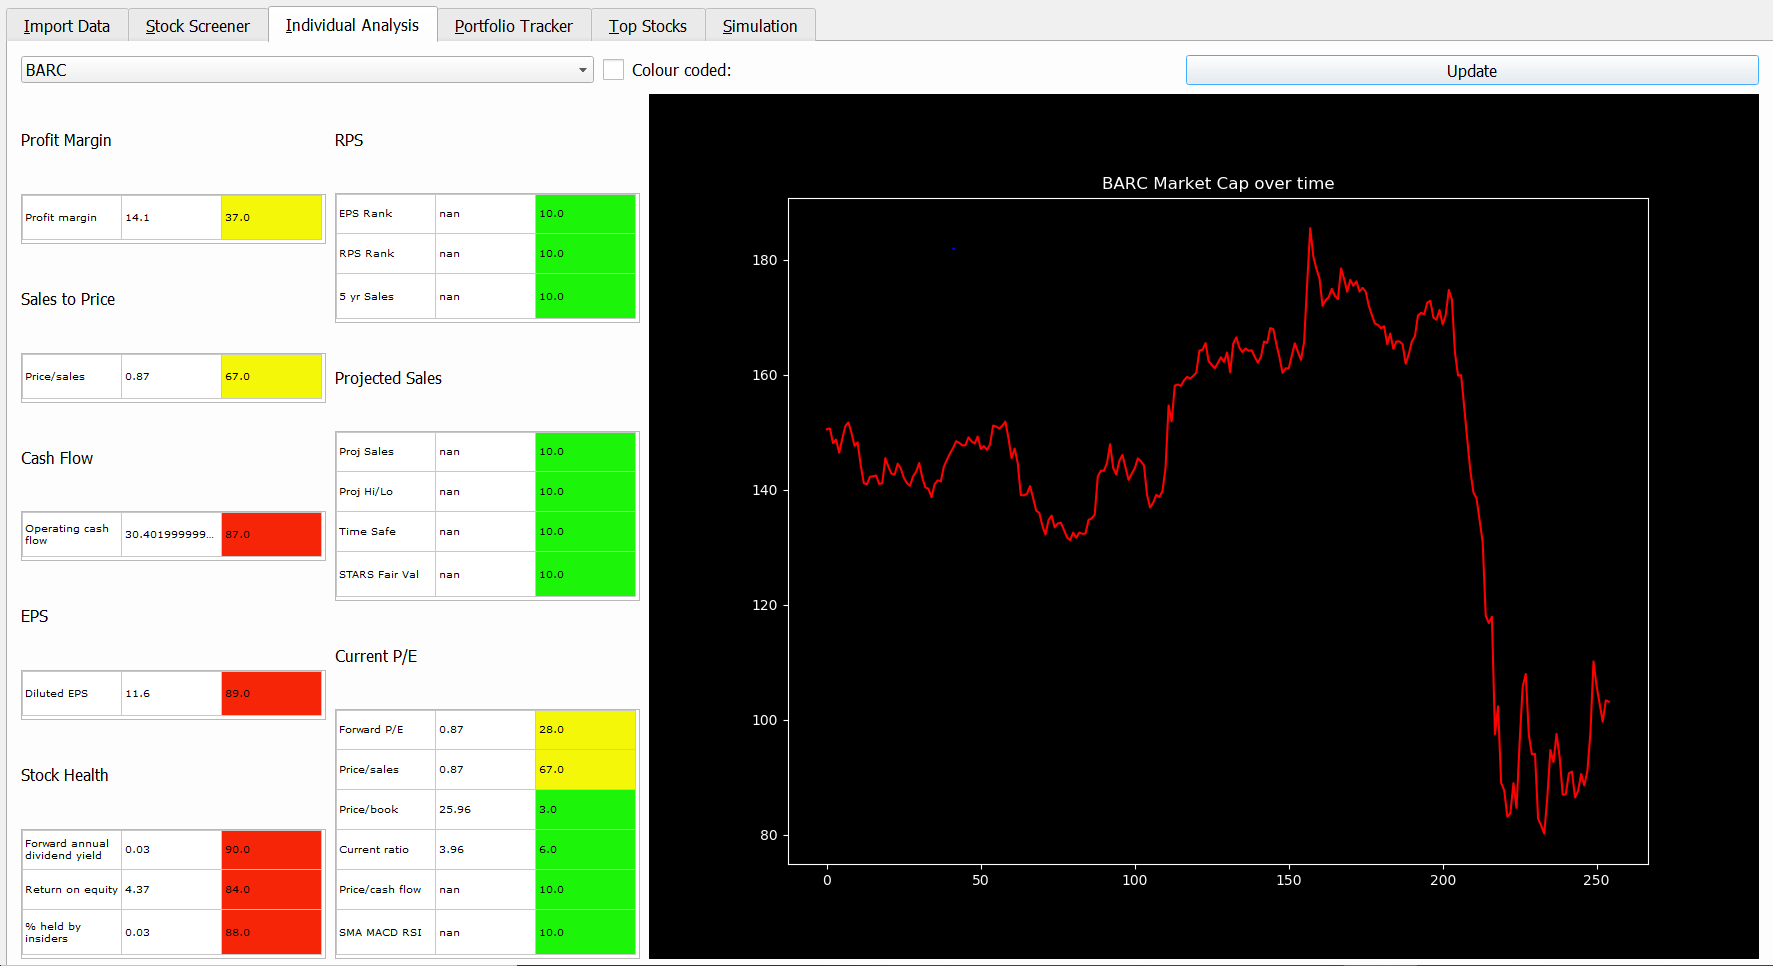 Import Data
Stock Screener
Individual Analysis
Portfolio Tracker
Top Stocks
Simulation
BARC
Colour coded:
Update
Profit Margin
Profit margin 14.1 37.0
Sales to Price
Price/sales 0.87 67.0
Cash Flow
Operating cash
flow
30.401999999...
87.0
EPS
Diluted EPS 11.6 89.0
Stock Health
Forward annual
dividend yield
0.03
90.0
Return on equity 4.37 84.0
% held by
insiders
0.03
88.0
RPS
EPS Rank nan 10.0
RPS Rank nan 10.0
5 yr Sales nan 10.0
Projected Sales
Proj Sales nan 10.0
Proj Hi/Lo nan 10.0
Time Safe nan 10.0
STARS Fair Val nan 10.0
Current P/E
Forward P/E 0.87 28.0
Price/sales 0.87 67.0
Price/book 25.96 3.0
Current ratio 3.96 6.0
Price/cash flow nan 10.0
SMA MACD RSI nan 10.0
BARC Market Cap over time
180
160
140
120
100
80
0 50 100 150 200 250